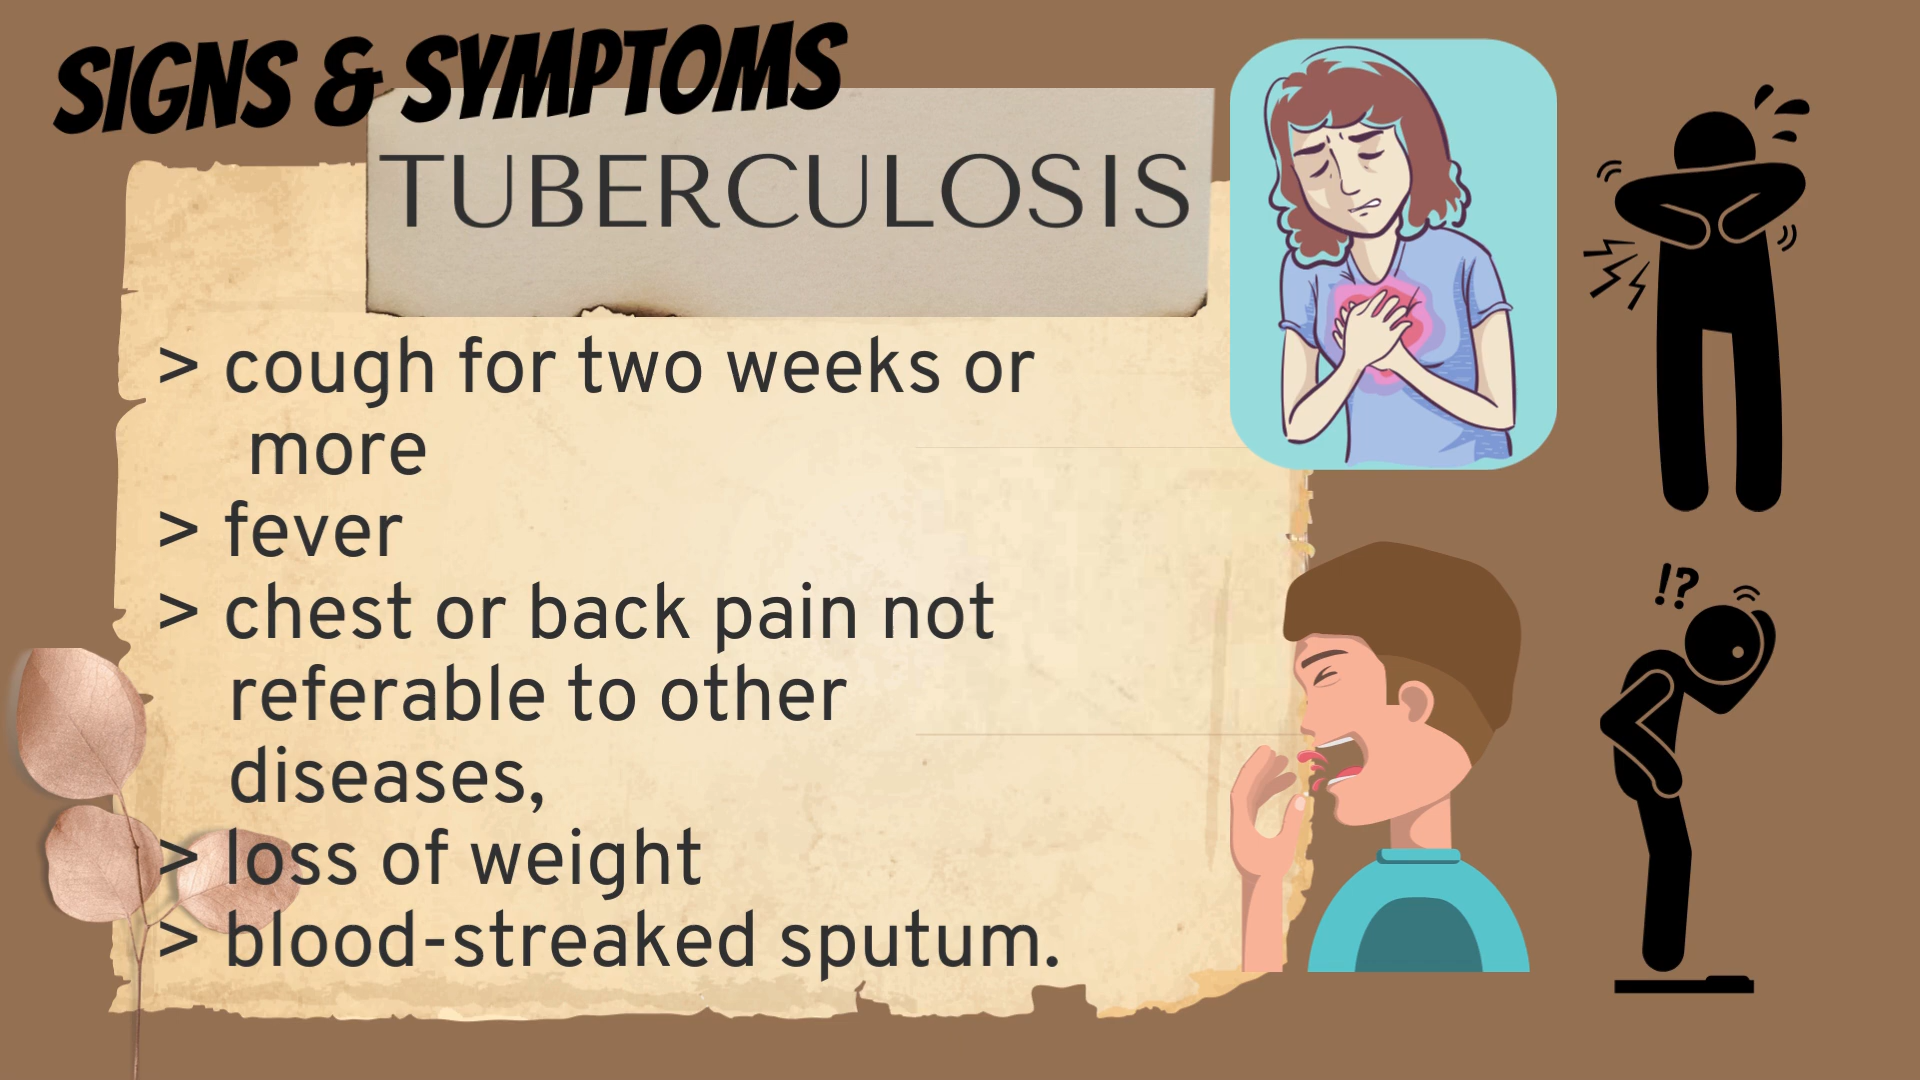 SIGNS & SYMPTOMS
TUBERCULOSIS
> cough for two weeks or
more
> fever
> chest or back pain not
referable to other
diseases,
> loss of weight
> blood-streaked sputum.
!?